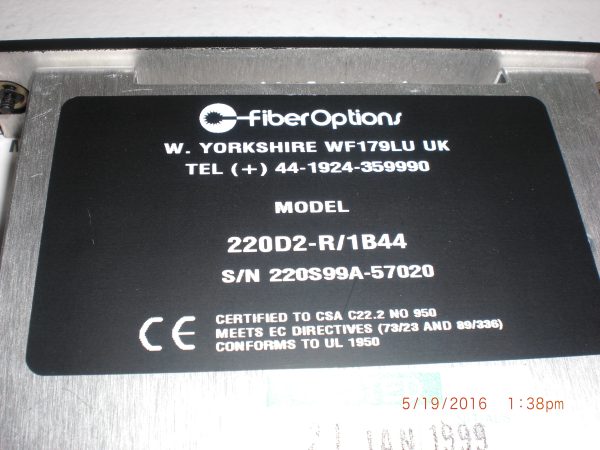 FiberOptions
W. YORKSHIRE WF179LU UK
TEL (+) 44-1924-359990
MODEL
220D2-R/1B44
S/N 220S99A-57020
CE
CERTIFIED TO CSA C22.2 NO 950
MEETS EC DIRECTIVES (73/23 AND 89/336)
CONFORMS TO UL 1950
5/19/2016 1:38pm
21 JAN 1999